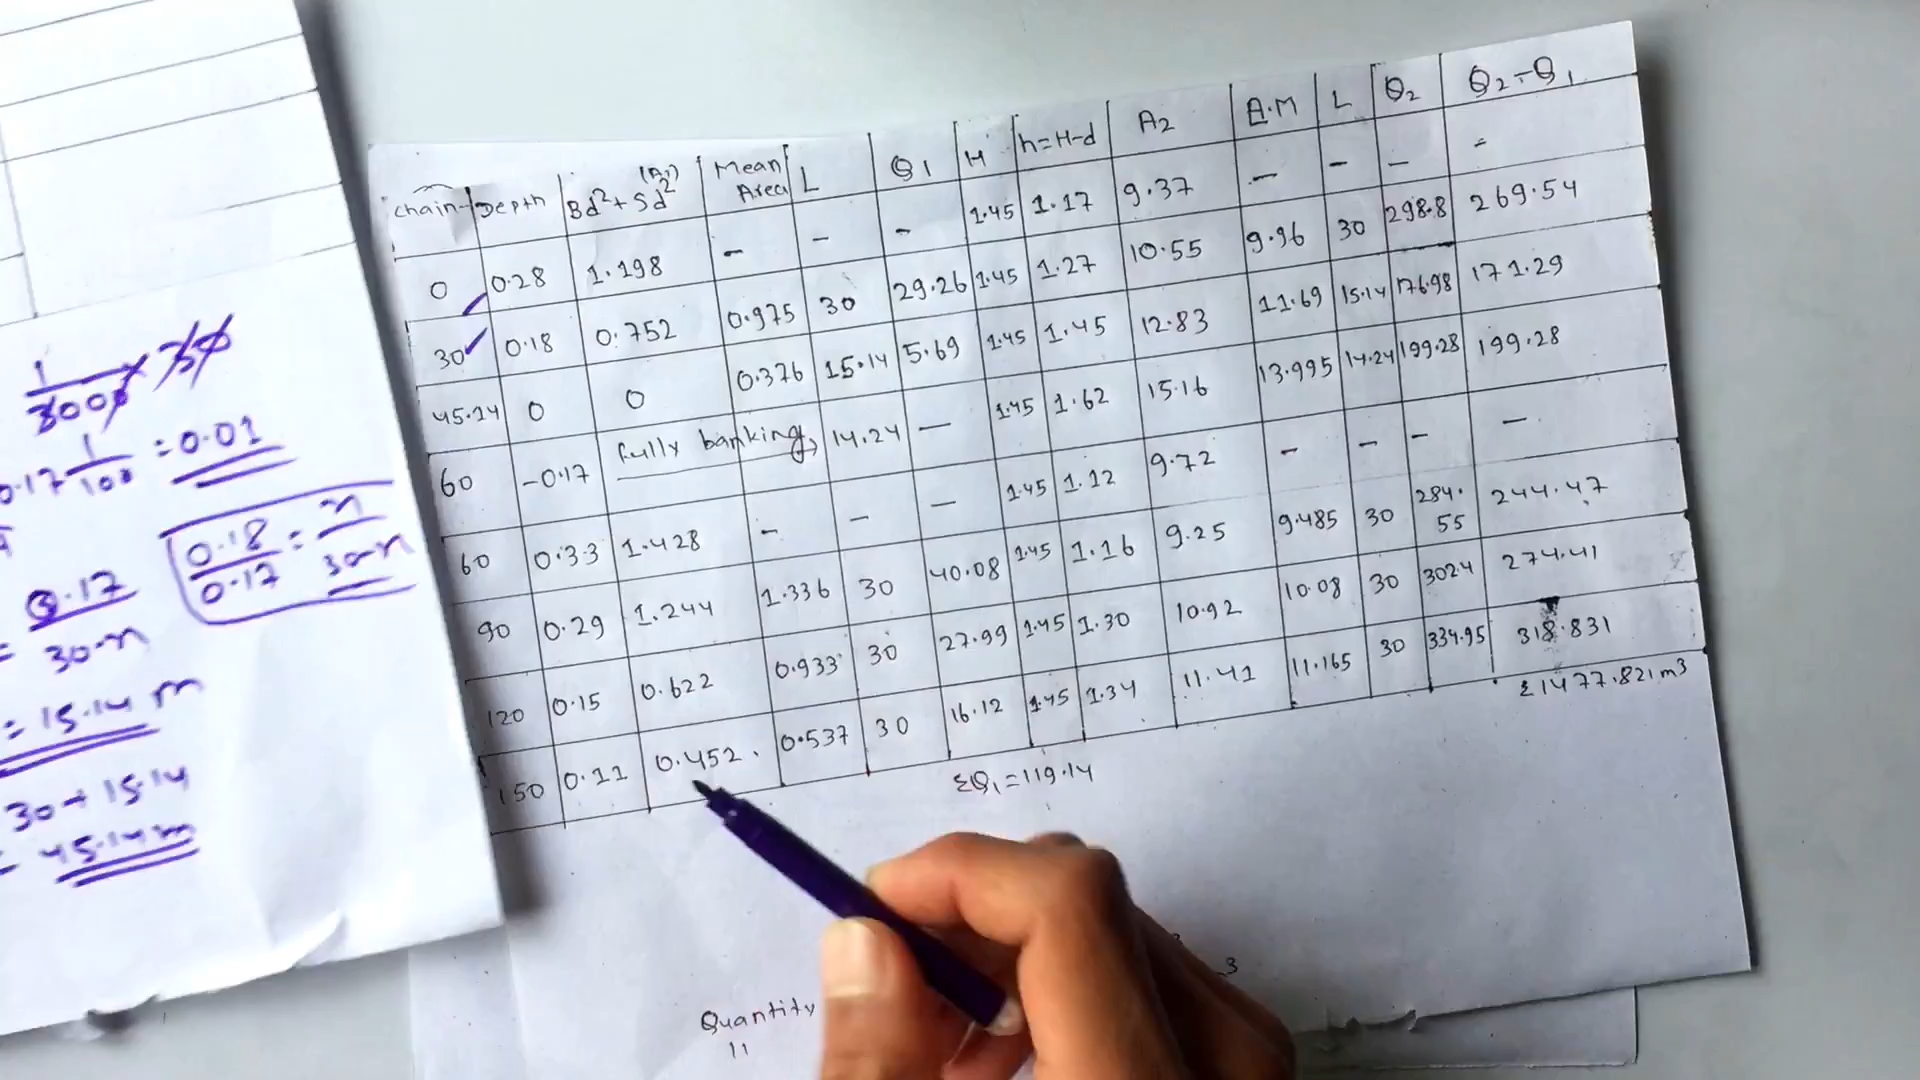 1
3000 × 30
0.17 1/100 = 0.01
0.18/0.17 = n/30-n
= 0.17/30-n
= 15.14 m
30 + 15.14
= 45.14m
Chain- Depth Bd²+Sd² (A1) Mean Area L Q1 H h=H-d A2 A.M L Q2 Q2-Q1
0 0.28 1.198 - - - 1.45 1.17 9.37 - - - -
30 0.18 0.752 0.975 30 29.26 1.45 1.27 10.55 9.96 30 298.8 269.54
45.14 0 0 0.376 15.14 5.69 1.45 1.45 12.83 11.69 15.14 176.98 171.29
60 -0.17 fully banking, 14.24 - 1.45 1.62 15.16 13.995 14.24 199.28 199.28
60 0.33 1.428 - - - 1.45 1.12 9.72 - - - -
90 0.29 1.244 1.336 30 40.08 1.45 1.16 9.25 9.485 30 284.55 244.47
120 0.15 0.622 0.933 30 27.99 1.45 1.30 10.92 10.08 30 302.4 274.41
150 0.11 0.452 0.537 30 16.12 1.45 1.34 11.41 11.165 30 334.95 318.831
ΣQ1 = 119.14
Σ1477.821m³
Quantity